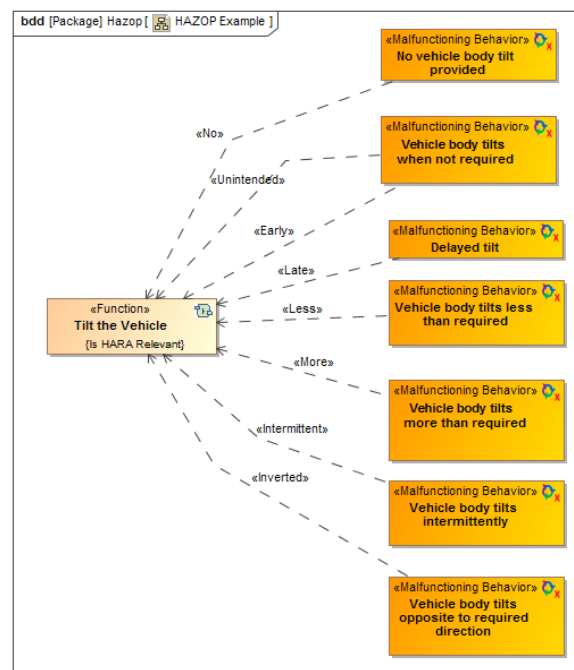 bdd [Package] Hazop [ HAZOP Example ]
«Malfunctioning Behavior»
No vehicle body tilt
provided
«No»
«Malfunctioning Behavior»
Vehicle body tilts
when not required
«Unintended»
«Early»
«Malfunctioning Behavior»
Delayed tilt
«Late»
«Malfunctioning Behavior»
Vehicle body tilts less
than required
«Less»
«Function»
Tilt the Vehicle
{Is HARA Relevant}
«More»
«Malfunctioning Behavior»
Vehicle body tilts
more than required
«Intermittent»
«Malfunctioning Behavior»
Vehicle body tilts
intermittently
«Inverted»
«Malfunctioning Behavior»
Vehicle body tilts
opposite to required
direction